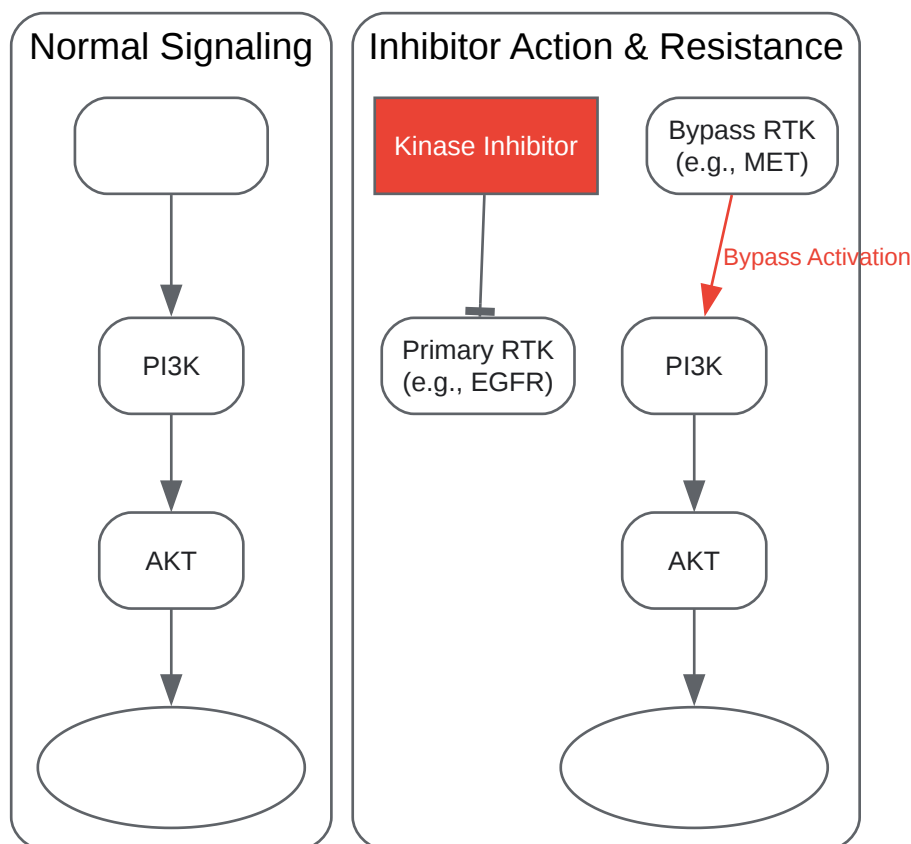 Normal Signaling
PI3K
AKT
Inhibitor Action & Resistance
Kinase Inhibitor
Primary RTK
(e.g., EGFR)
Bypass RTK
(e.g., MET)
Bypass Activation
PI3K
AKT